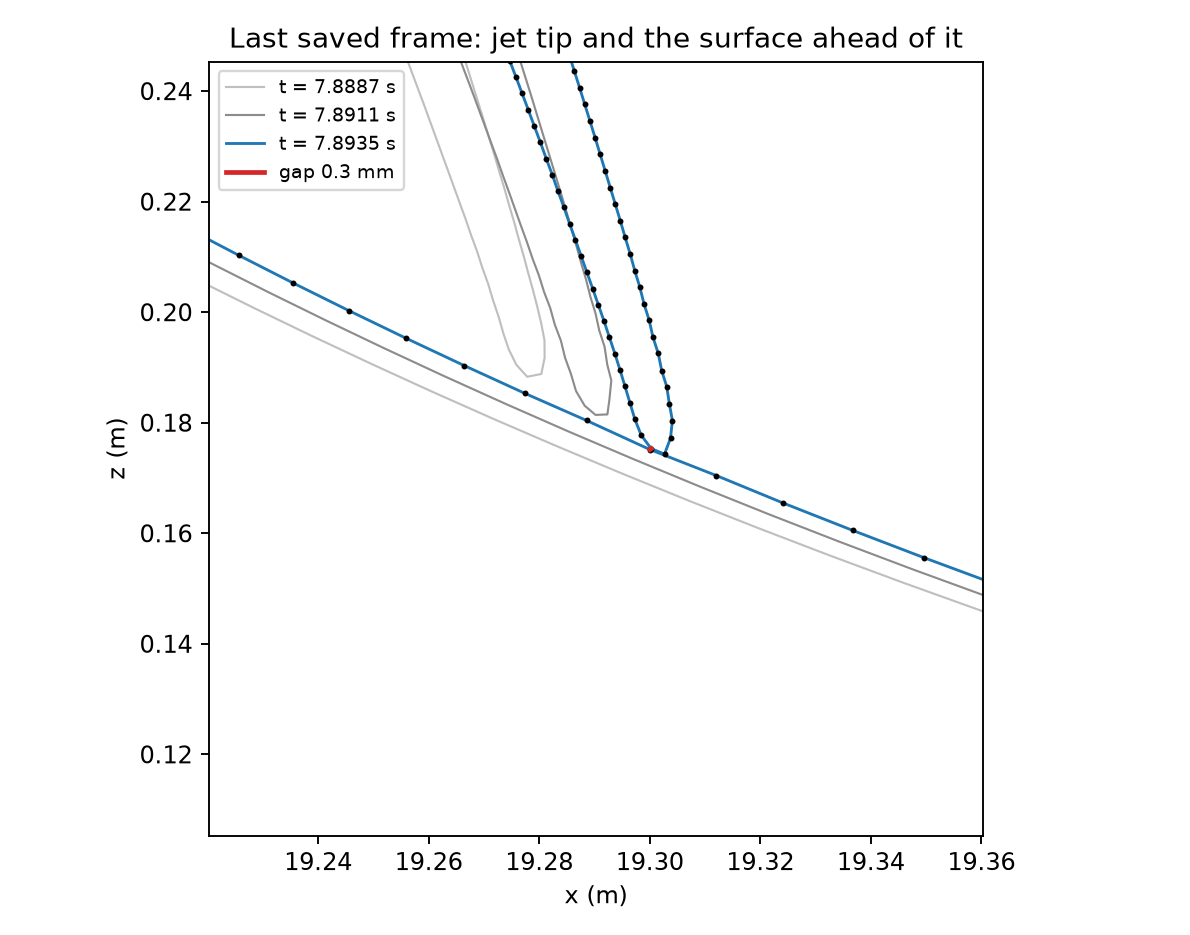 Last saved frame: jet tip and the surface ahead of it
t = 7.8887 s
t = 7.8911 s
t = 7.8935 s
gap 0.3 mm
0.24
0.22
0.20
0.18
0.16
0.14
0.12
z (m)
19.24 19.26 19.28 19.30 19.32 19.34 19.36
x (m)